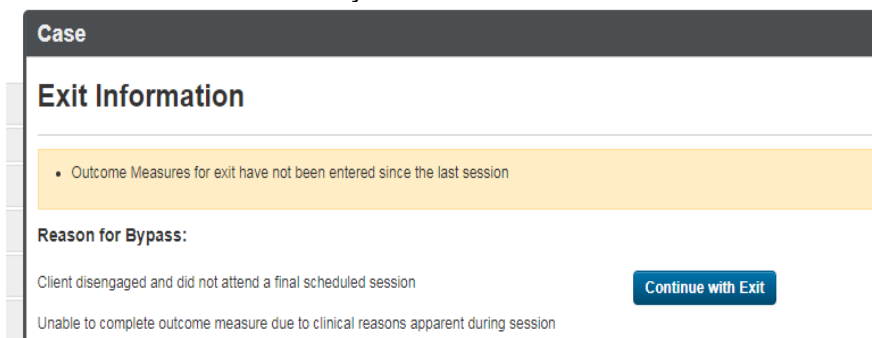 Case
Exit Information
• Outcome Measures for exit have not been entered since the last session
Reason for Bypass:
Client disengaged and did not attend a final scheduled session
Continue with Exit
Unable to complete outcome measure due to clinical reasons apparent during session